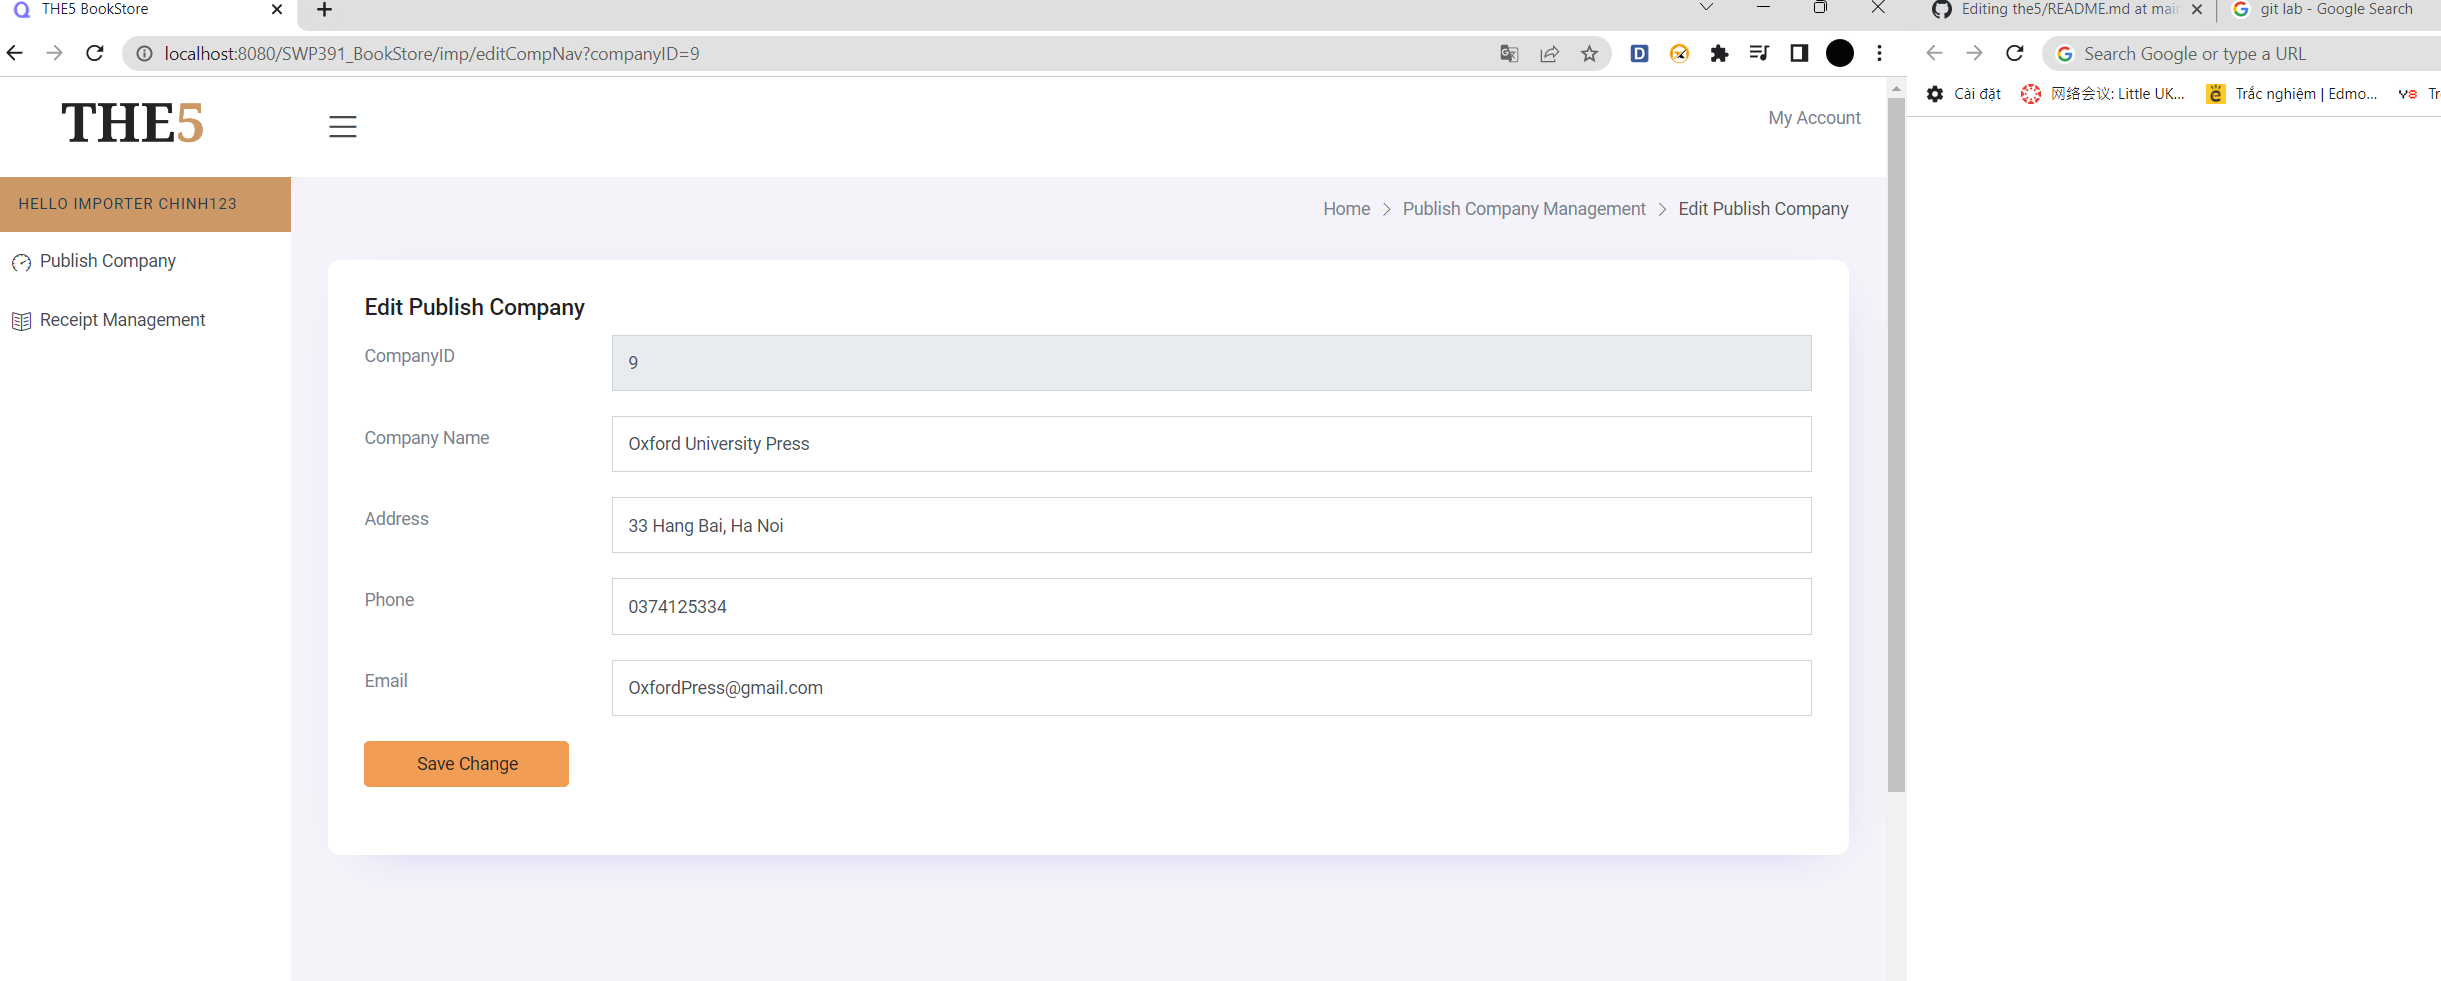 THE5 BookStore
Editing the5/README.md at main
git lab - Google Search
localhost:8080/SWP391_BookStore/imp/editCompNav?companyID=9
Search Google or type a URL
Cài đặt
网络会议: Little UK...
Trắc nghiệm | Edmo...
THE5
My Account
HELLO IMPORTER CHINH123
Home > Publish Company Management > Edit Publish Company
Publish Company
Receipt Management
Edit Publish Company
CompanyID
9
Company Name
Oxford University Press
Address
33 Hang Bai, Ha Noi
Phone
0374125334
Email
OxfordPress@gmail.com
Save Change